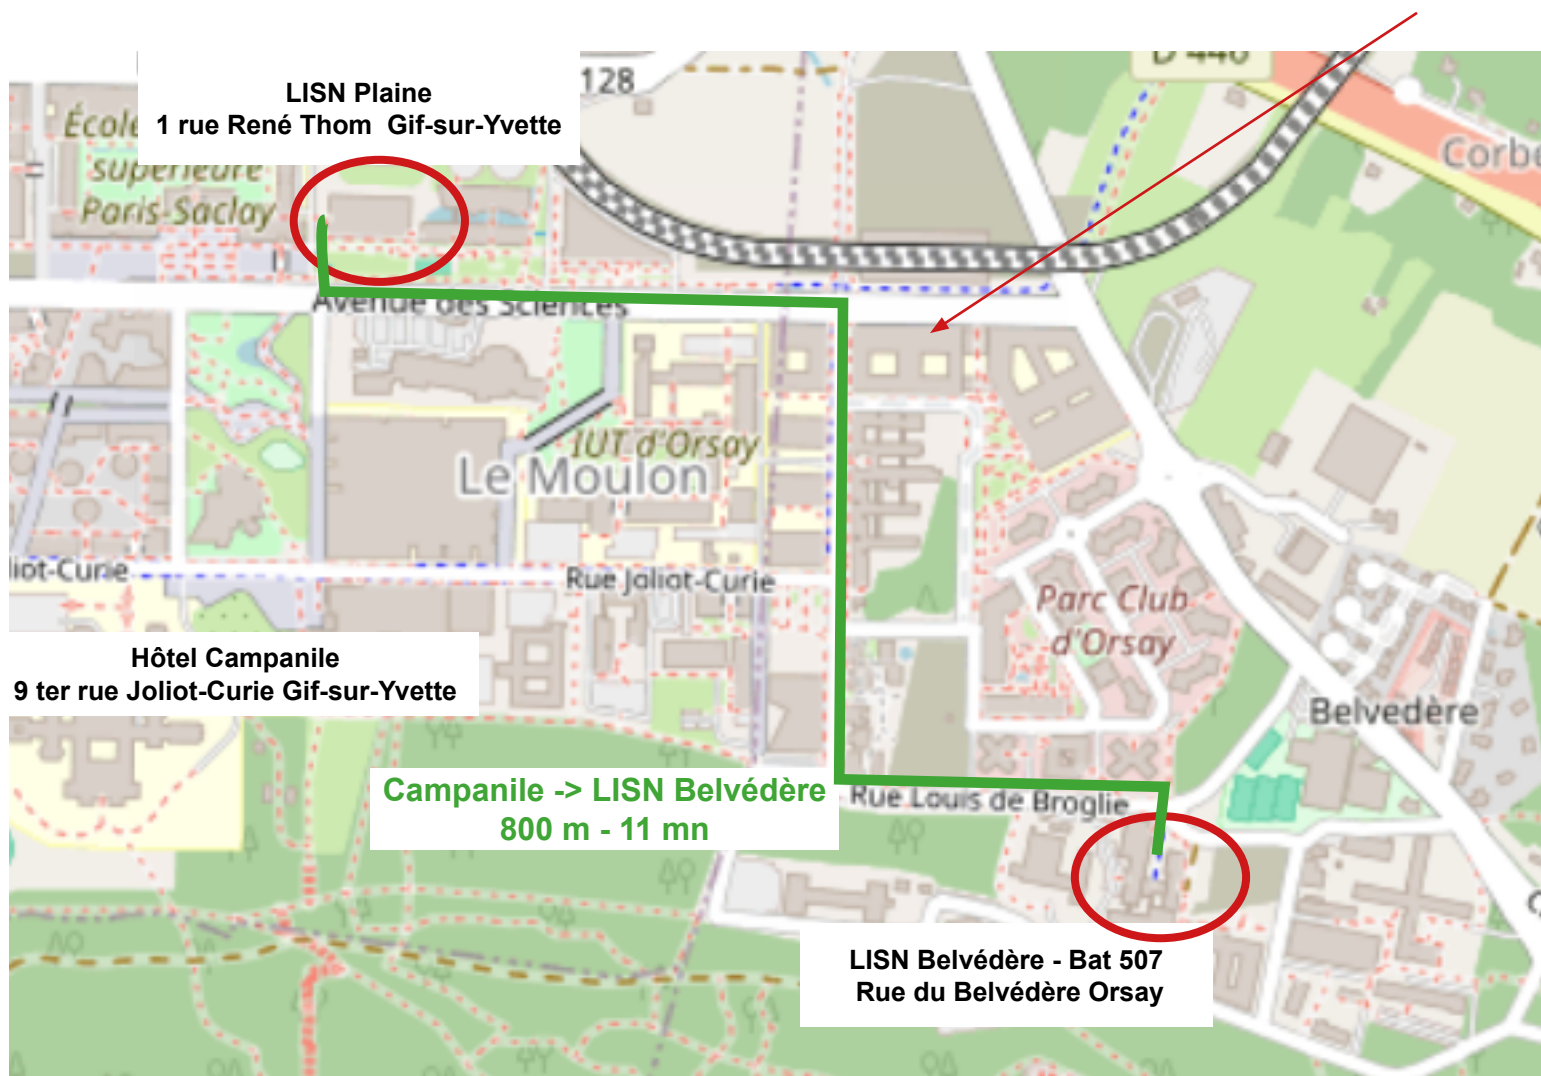 LISN Plaine
1 rue René Thom Gif-sur-Yvette
128
École
supérieure
Paris-Saclay
Avenue des Sciences
IUT d'Orsay
Le Moulon
liot-Curie
Rue Joliot-Curie
Parc Club
d'Orsay
Hôtel Campanile
9 ter rue Joliot-Curie Gif-sur-Yvette
Belvedère
Campanile -> LISN Belvédère
800 m - 11 mn
Rue Louis de Broglie
LISN Belvédère - Bat 507
Rue du Belvédère Orsay
D 446
Corbe